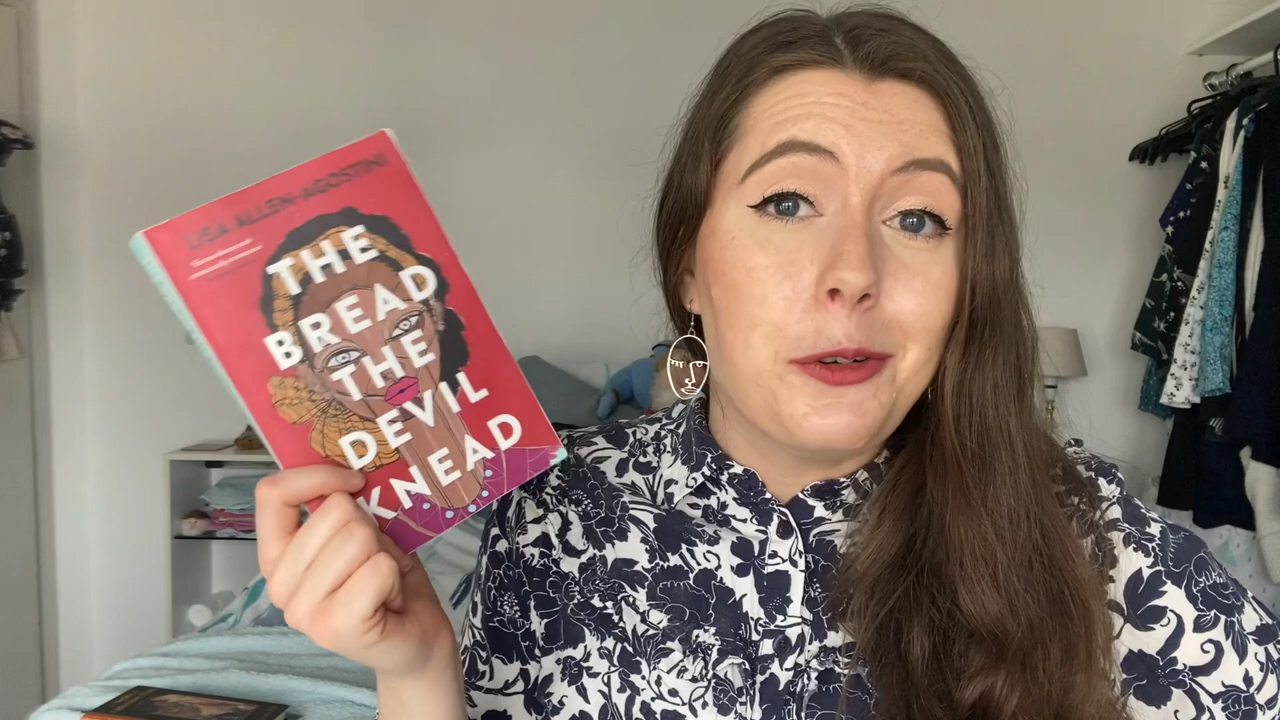 LISA ALLEN-AGOSTINI
THE
BREAD
THE
DEVIL
KNEAD